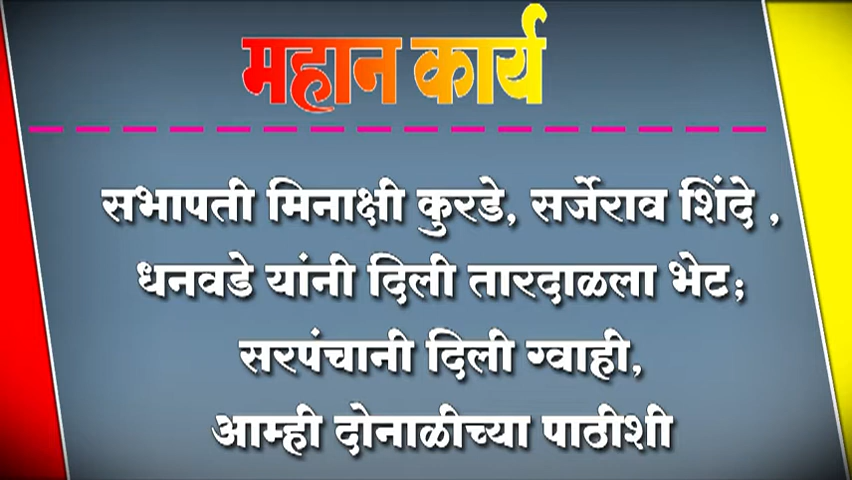 महान कार्य
सभापती मिनाक्षी कुरडे, सर्जेराव शिंदे ,
धनवडे यांनी दिली तारदाळला भेट;
सरपंचानी दिली ग्वाही,
आम्ही दोनाळीच्या पाठीशी